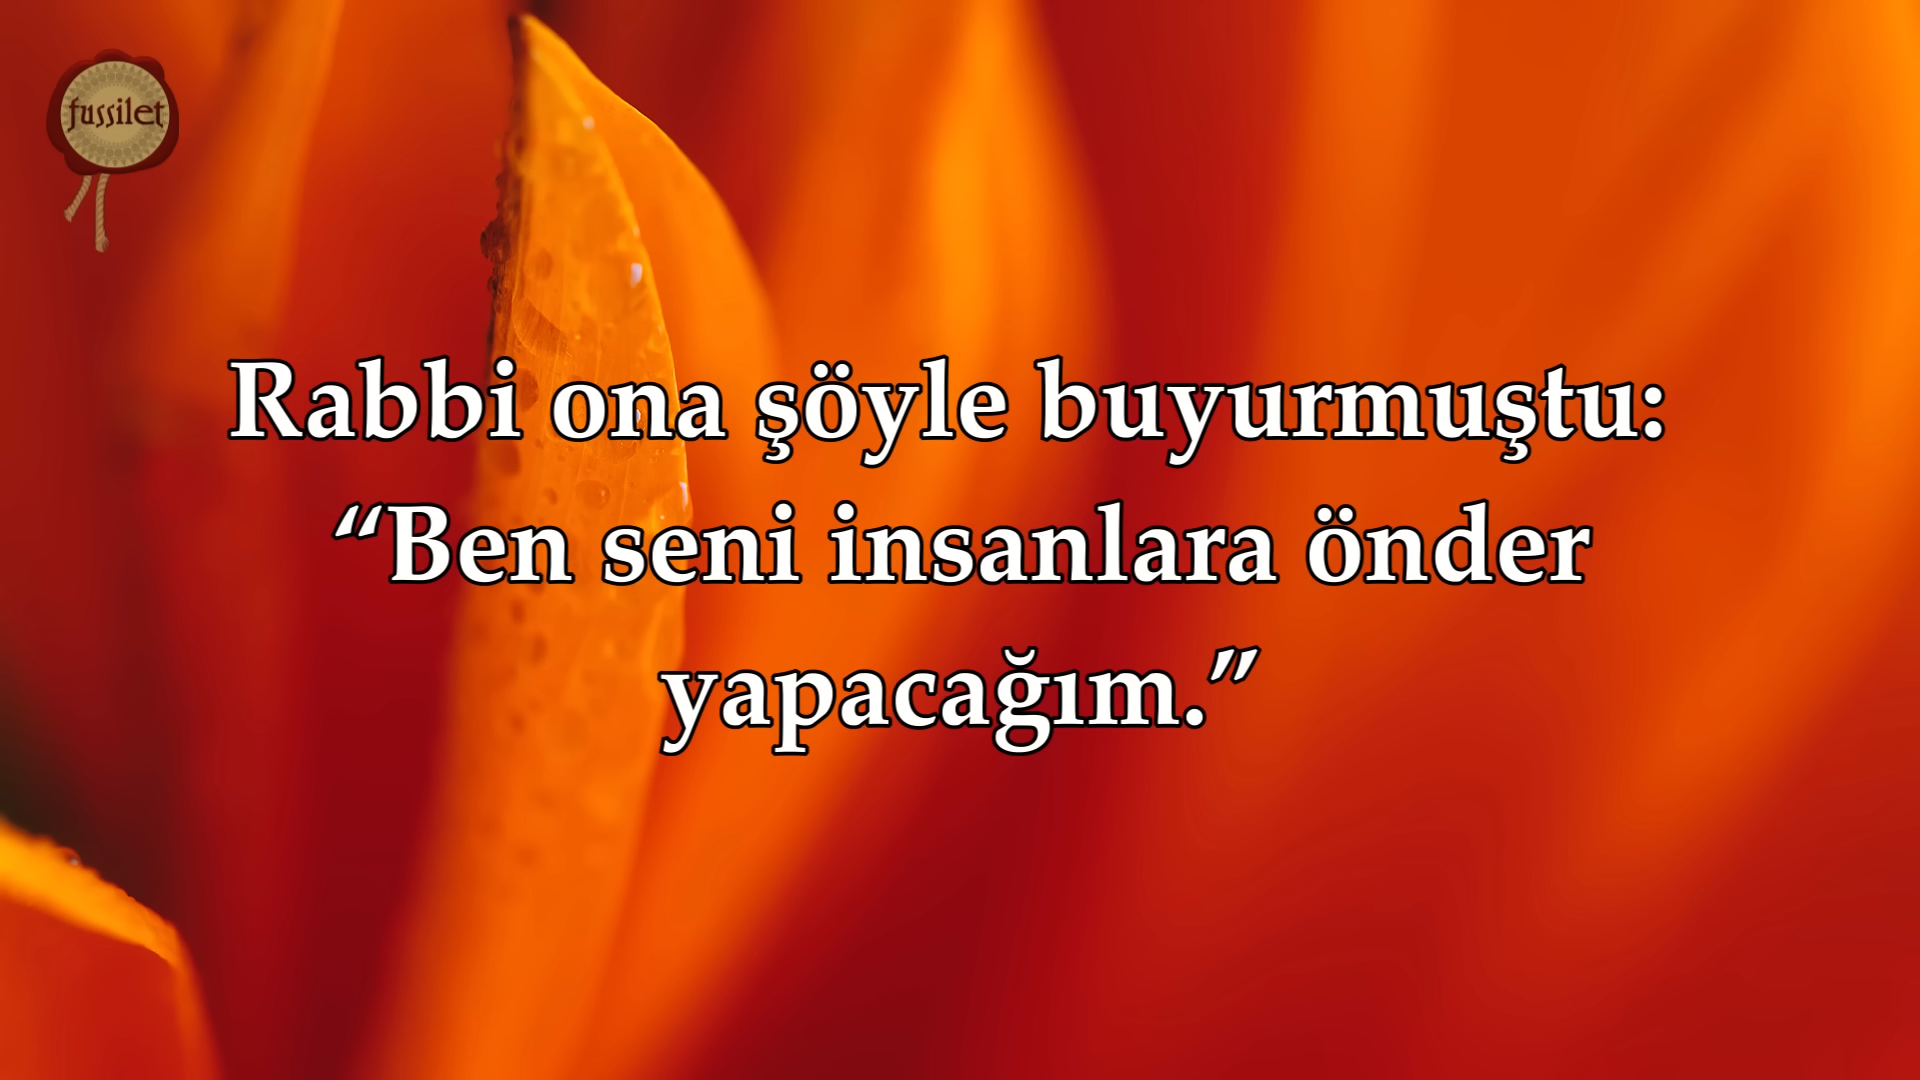 fussilet
Rabbi ona şöyle buyurmuştu:
“Ben seni insanlara önder
yapacağım.”